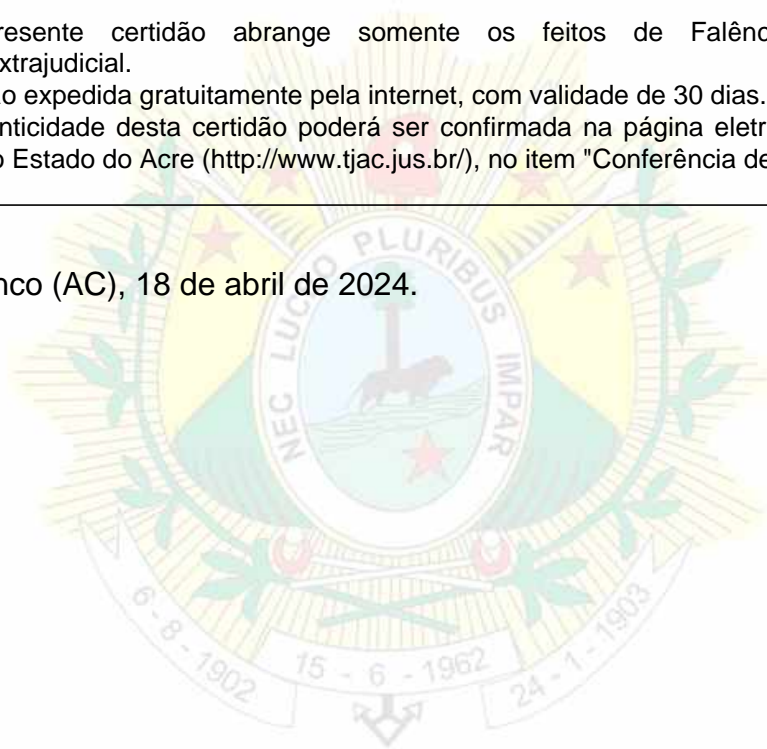 resente certidão abrange somente os feitos de Falênc
xtrajudicial.
o expedida gratuitamente pela internet, com validade de 30 dias.
nticidade desta certidão poderá ser confirmada na página eletr
o Estado do Acre (http://www.tjac.jus.br/), no item "Conferência de
nco (AC), 18 de abril de 2024.
NEC LUCEO PLURIBUS IMPAR
6 - 8 - 1902
15 - 6 - 1962
24 - 1 - 1903